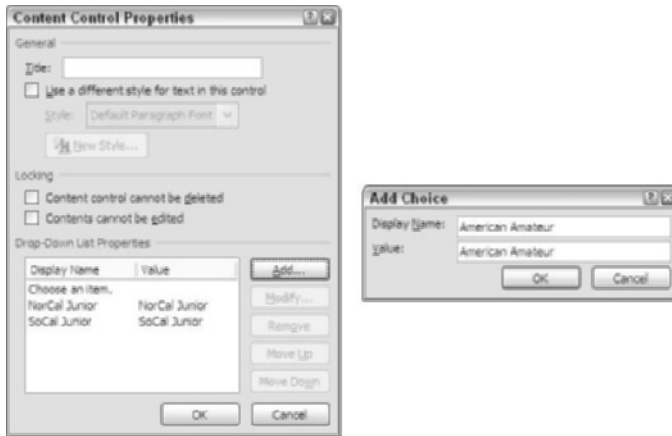 Content Control Properties
General
Title:
Use a different style for text in this control
Style: Default Paragraph Font
New Style...
Locking
Content control cannot be deleted
Contents cannot be edited
Drop-Down List Properties
Display Name Value
Choose an item.
NorCal Junior NorCal Junior
SoCal Junior SoCal Junior
Add...
Modify...
Remove
Move Up
Move Down
OK Cancel
Add Choice
Display Name: American Amateur
Value: American Amateur
OK Cancel